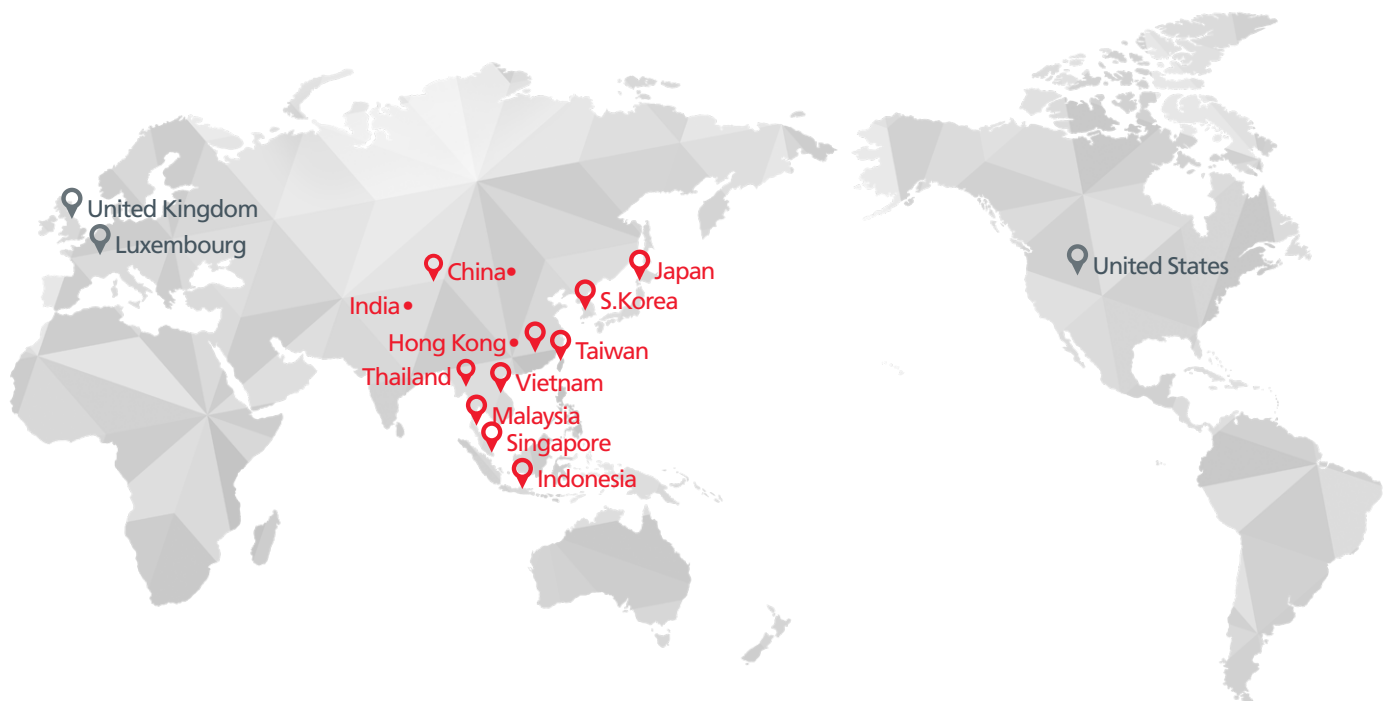 United Kingdom
Luxembourg
China
Japan
United States
India
S.Korea
Hong Kong
Taiwan
Thailand
Vietnam
Malaysia
Singapore
Indonesia